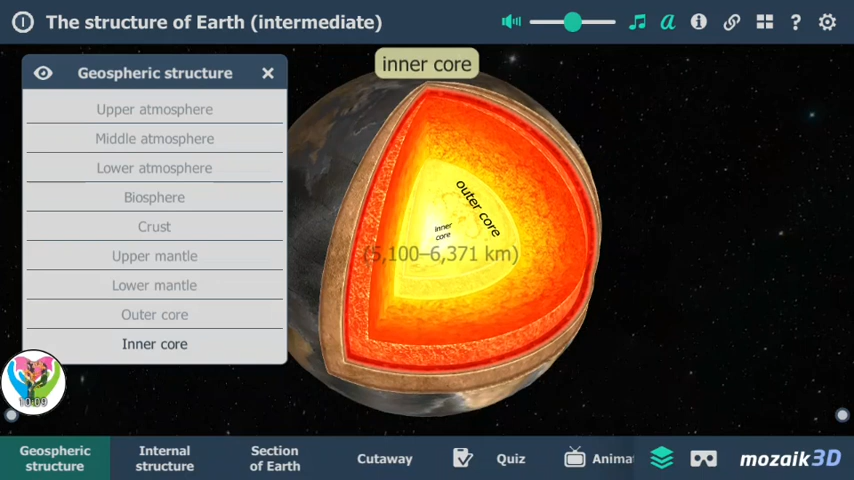 The structure of Earth (intermediate)
a i ?
Geospheric structure
inner core
Upper atmosphere
Middle atmosphere
Lower atmosphere
Biosphere
Crust
Upper mantle
Lower mantle
Outer core
Inner core
outer core
inner
core
(5,100–6,371 km)
10:09
Geospheric
structure
Internal
structure
Section
of Earth
Cutaway
Quiz
Animat
mozaik3D